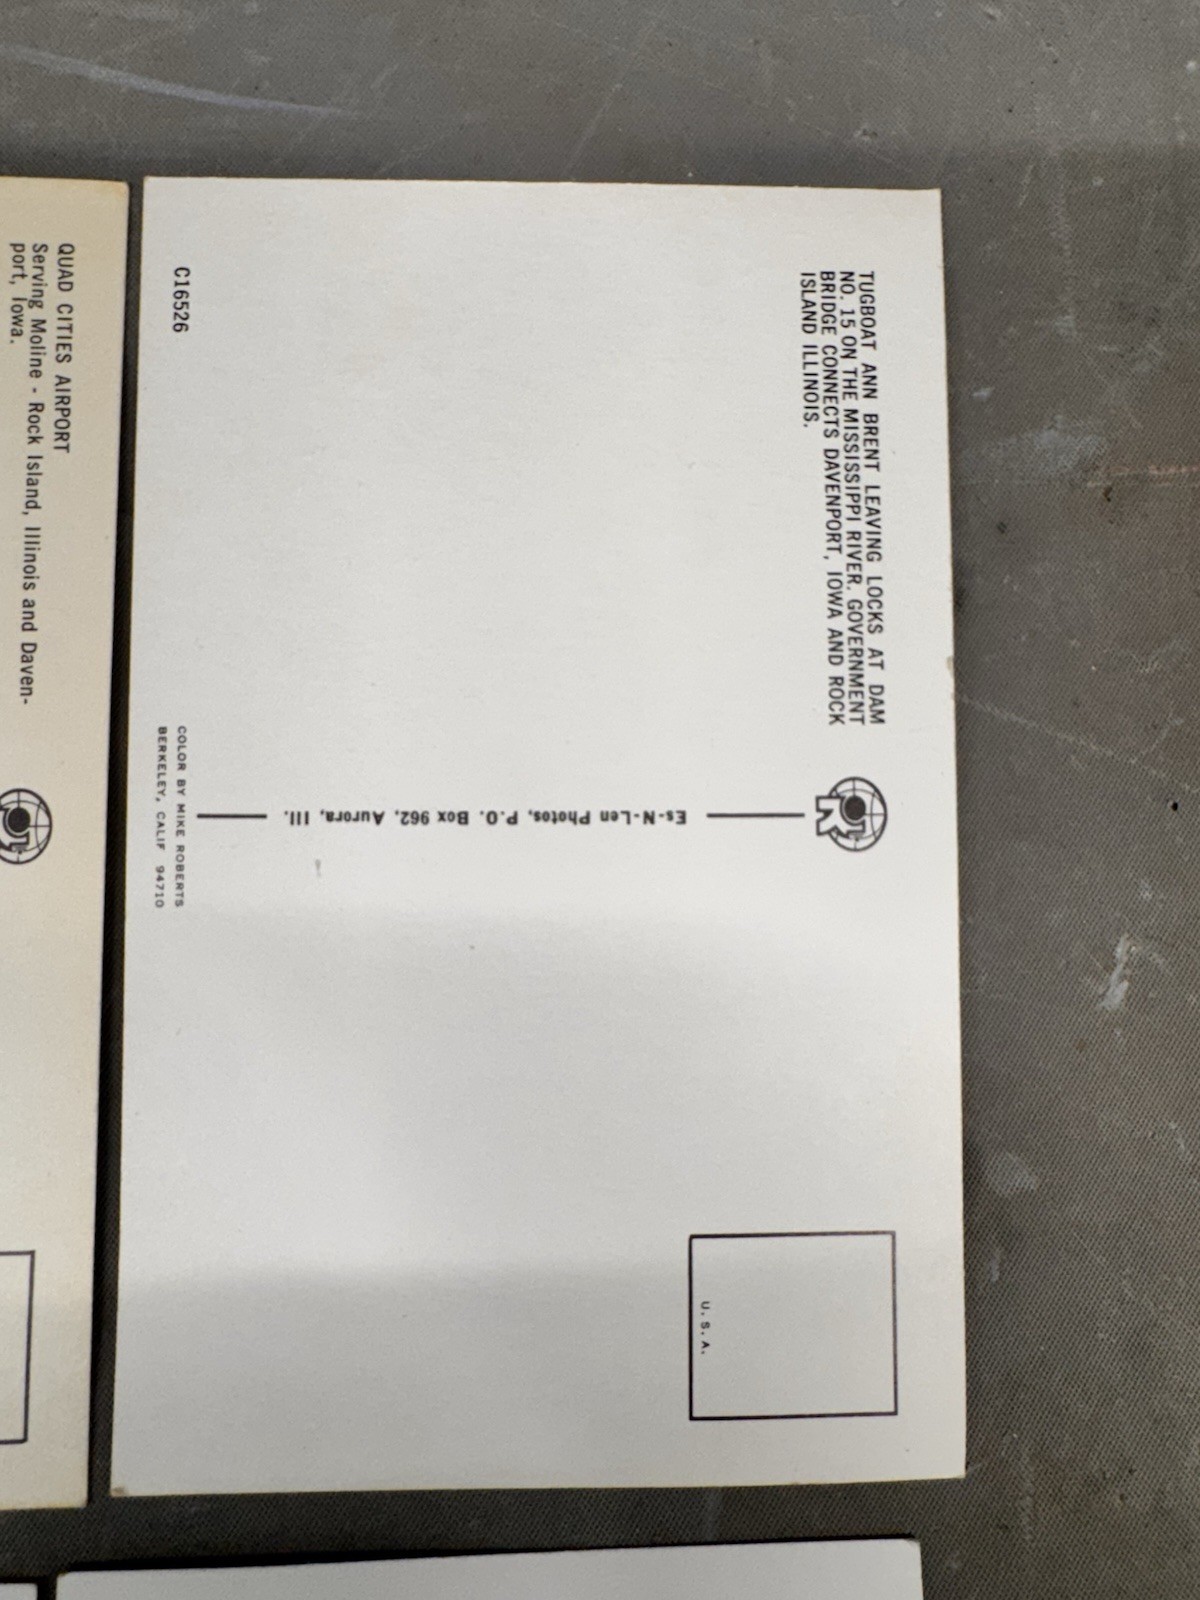 TUGBOAT ANN BRENT LEAVING LOCKS AT DAM
NO. 15 ON THE MISSISSIPPI RIVER. GOVERNMENT
BRIDGE CONNECTS DAVENPORT, IOWA AND ROCK
ISLAND ILLINOIS.
C16526
Es-N-Len Photos, P.O. Box 962, Aurora, Ill.
COLOR BY MIKE ROBERTS
BERKELEY, CALIF 94710
U. S. A.
QUAD CITIES AIRPORT
Serving Moline - Rock Island, Illinois and Daven-
port, Iowa.